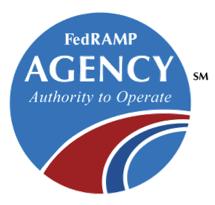 FedRAMP
AGENCY
SM
Authority to Operate